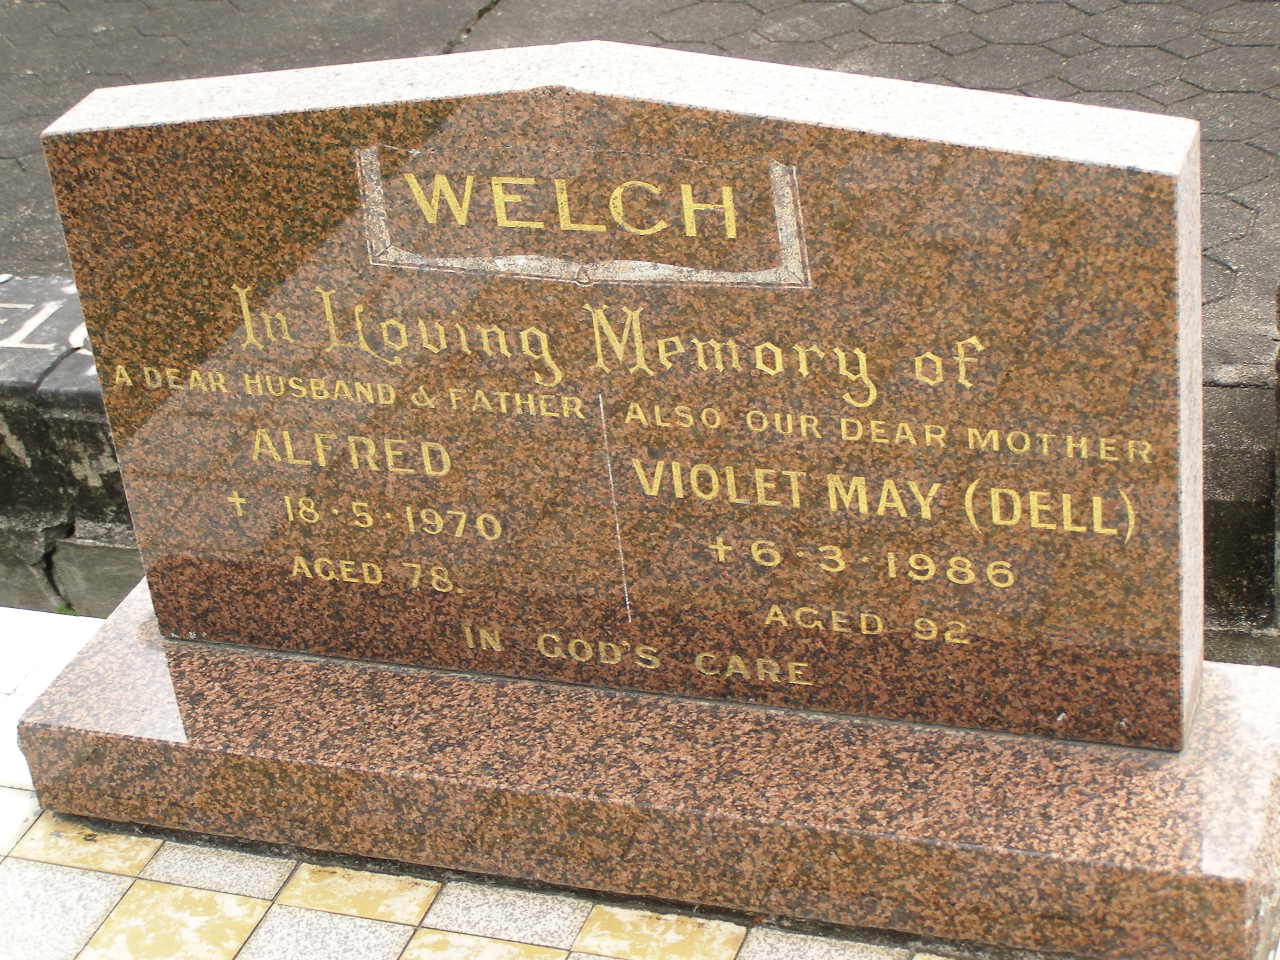 WELCH
In Loving Memory of
A DEAR HUSBAND & FATHER
ALFRED
+ 18·5·1970
AGED 78.
ALSO OUR DEAR MOTHER
VIOLET MAY (DELL)
+ 6·3·1986
AGED 92
IN GOD'S CARE